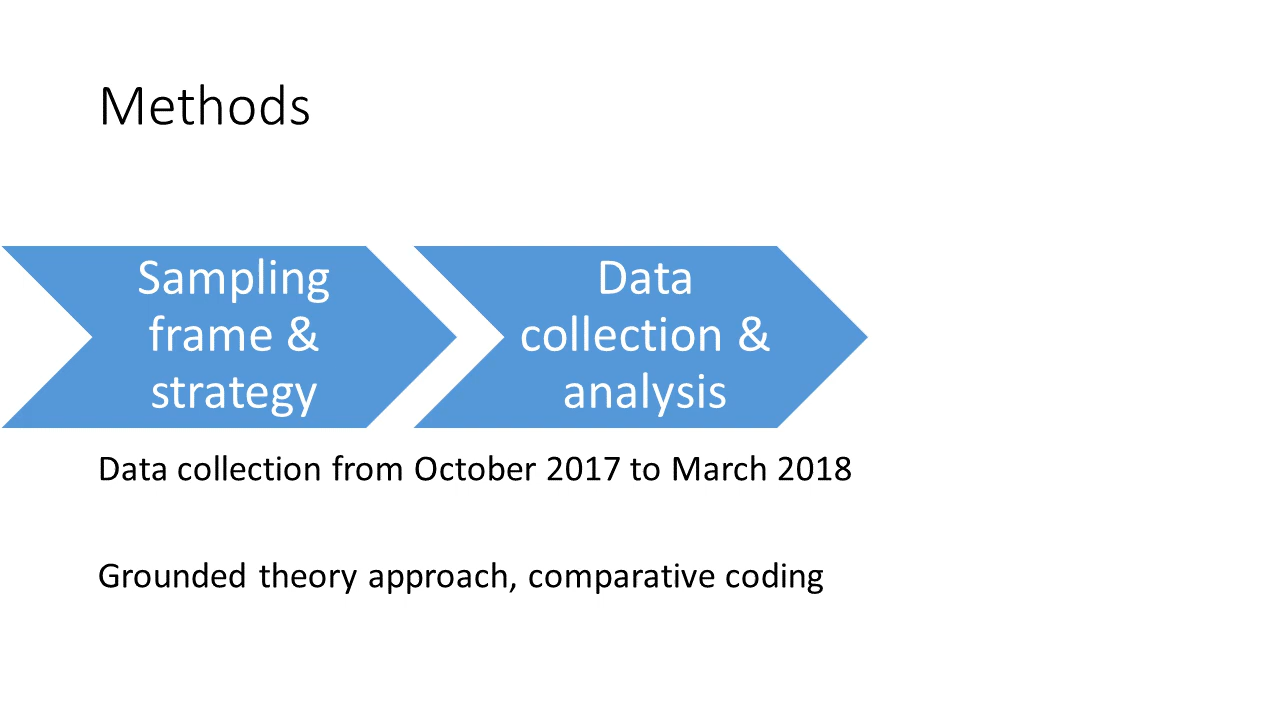 Methods
Sampling
frame &
strategy
Data
collection &
analysis
Data collection from October 2017 to March 2018
Grounded theory approach, comparative coding